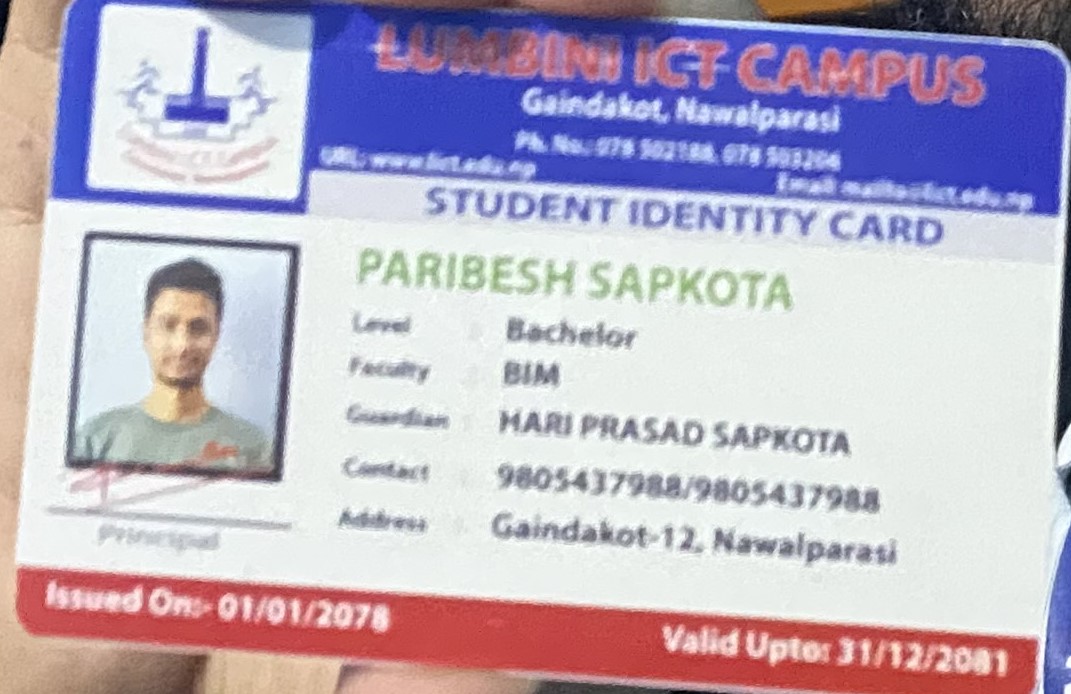 LUMBINI ICT CAMPUS
Gaindakot, Nawalparasi
Ph. No.: 078 502188, 078 503206
URL: www.lict.edu.np
Email: mailto@lict.edu.np
STUDENT IDENTITY CARD
PARIBESH SAPKOTA
Level : Bachelor
Faculty : BIM
Guardian : HARI PRASAD SAPKOTA
Contact : 9805437988/9805437988
Address : Gaindakot-12, Nawalparasi
Principal
Issued On:- 01/01/2078
Valid Upto: 31/12/2081